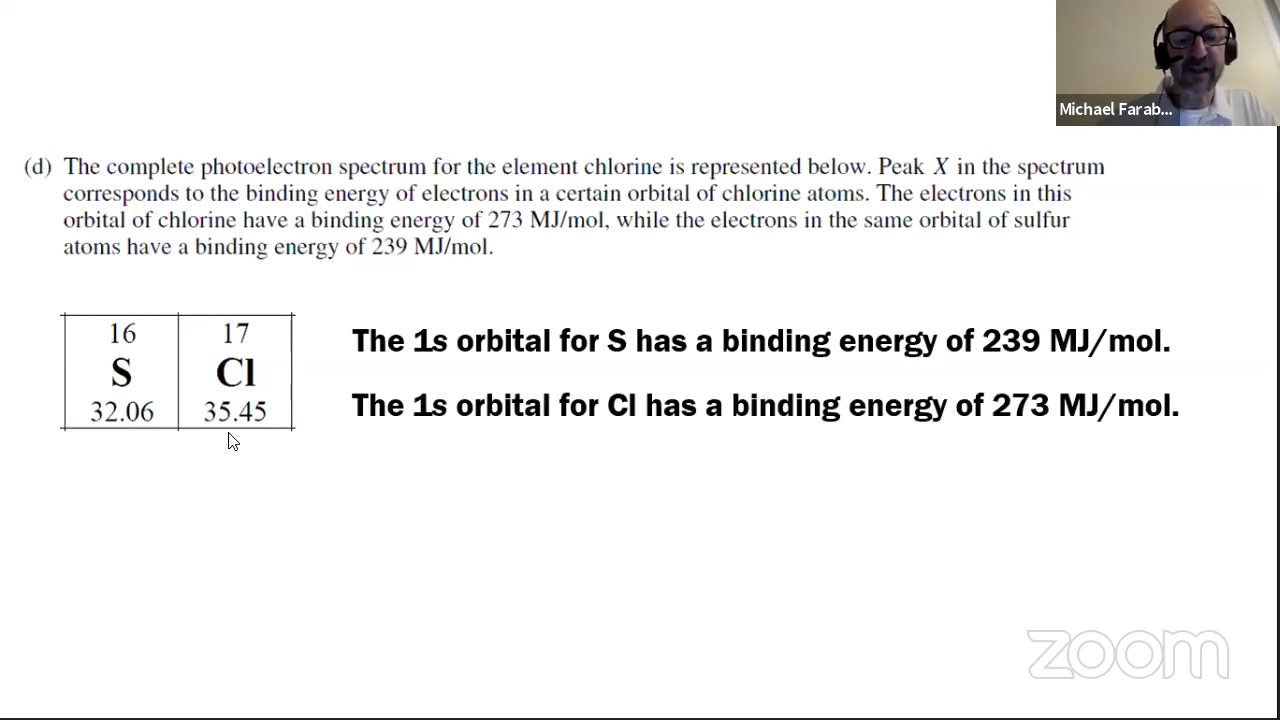 Michael Farab...
(d) The complete photoelectron spectrum for the element chlorine is represented below. Peak X in the spectrum
corresponds to the binding energy of electrons in a certain orbital of chlorine atoms. The electrons in this
orbital of chlorine have a binding energy of 273 MJ/mol, while the electrons in the same orbital of sulfur
atoms have a binding energy of 239 MJ/mol.
16 17
S Cl
32.06 35.45
The 1s orbital for S has a binding energy of 239 MJ/mol.
The 1s orbital for Cl has a binding energy of 273 MJ/mol.
zoom